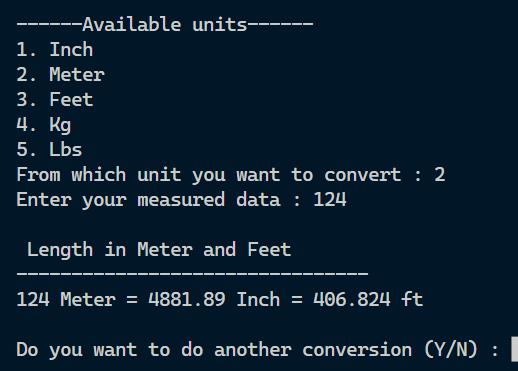 ------Available units------
1. Inch
2. Meter
3. Feet
4. Kg
5. Lbs
From which unit you want to convert : 2
Enter your measured data : 124
Length in Meter and Feet
--------------------------------
124 Meter = 4881.89 Inch = 406.824 ft
Do you want to do another conversion (Y/N) :